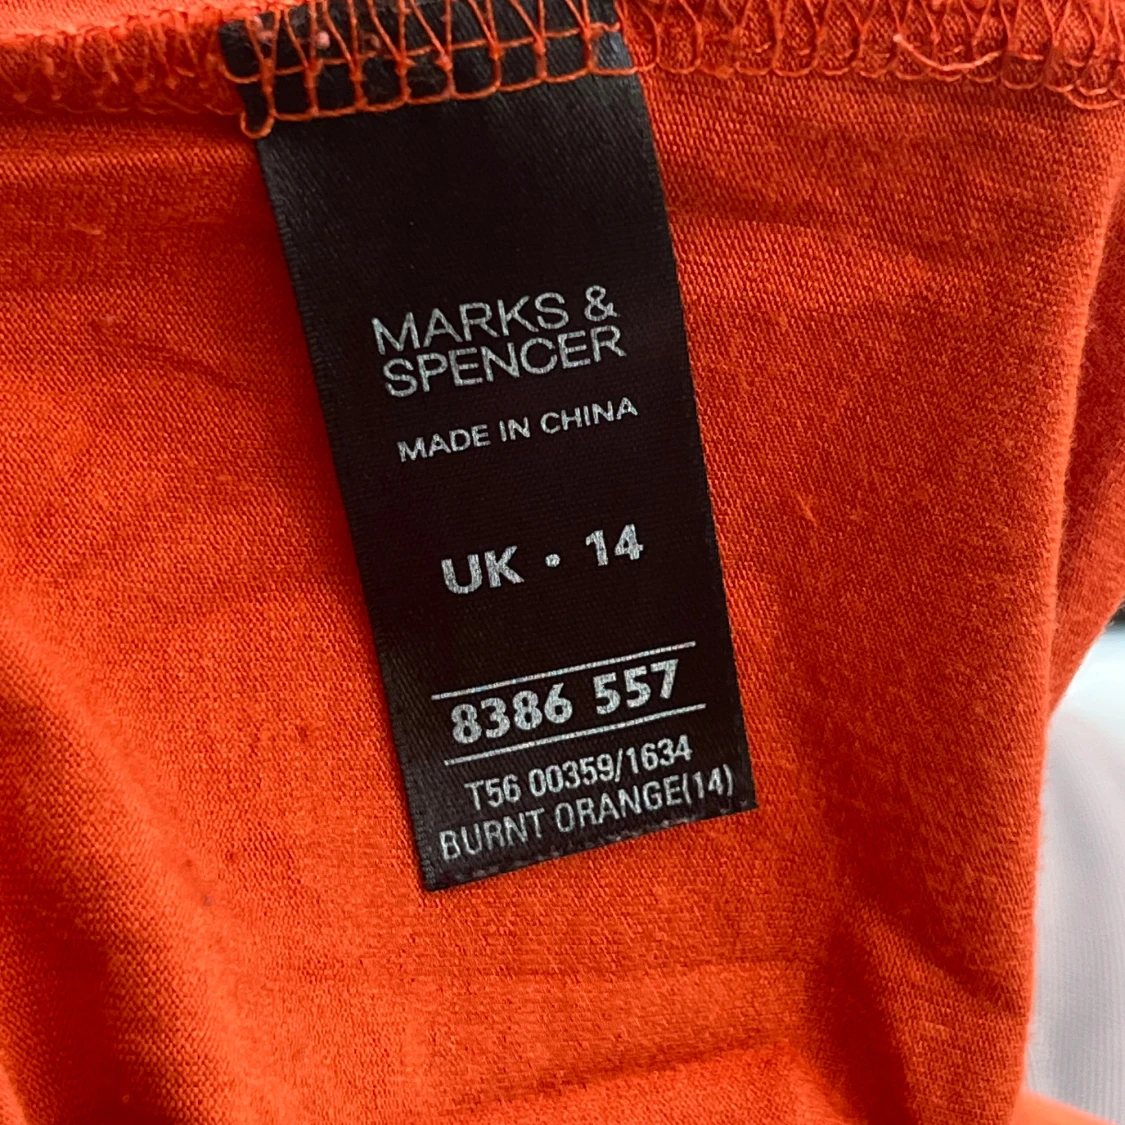 MARKS &
SPENCER
MADE IN CHINA
UK · 14
8386 557
T56 00359/1634
BURNT ORANGE(14)